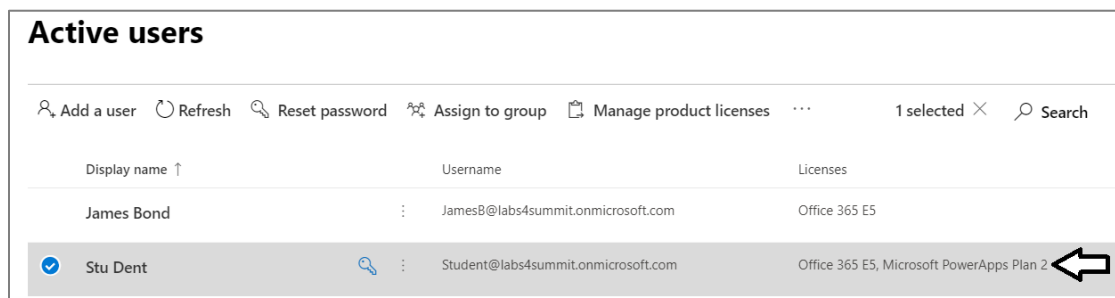 Active users
Add a user Refresh Reset password Assign to group Manage product licenses ... 1 selected Search
Display name ↑ Username Licenses
James Bond JamesB@labs4summit.onmicrosoft.com Office 365 E5
Stu Dent Student@labs4summit.onmicrosoft.com Office 365 E5, Microsoft PowerApps Plan 2